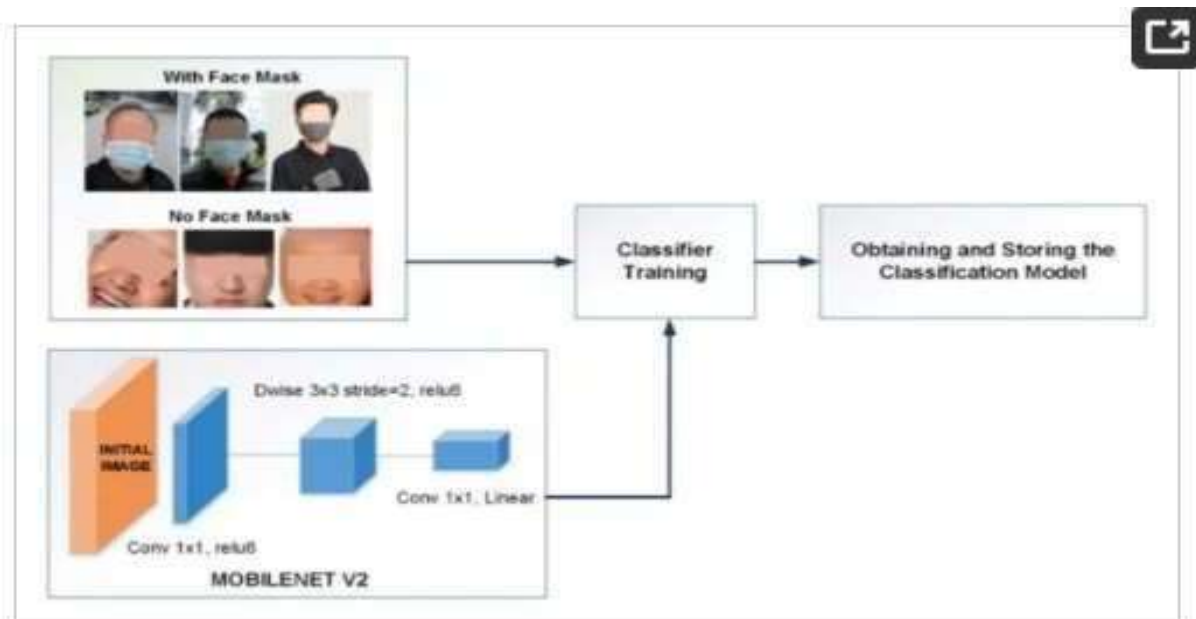 With Face Mask
No Face Mask
Classifier
Training
Obtaining and Storing the
Classification Model
Dwise 3x3 stride=2, relu6
INITIAL
IMAGE
Conv 1x1, Linear
Conv 1x1, relu6
MOBILENET V2